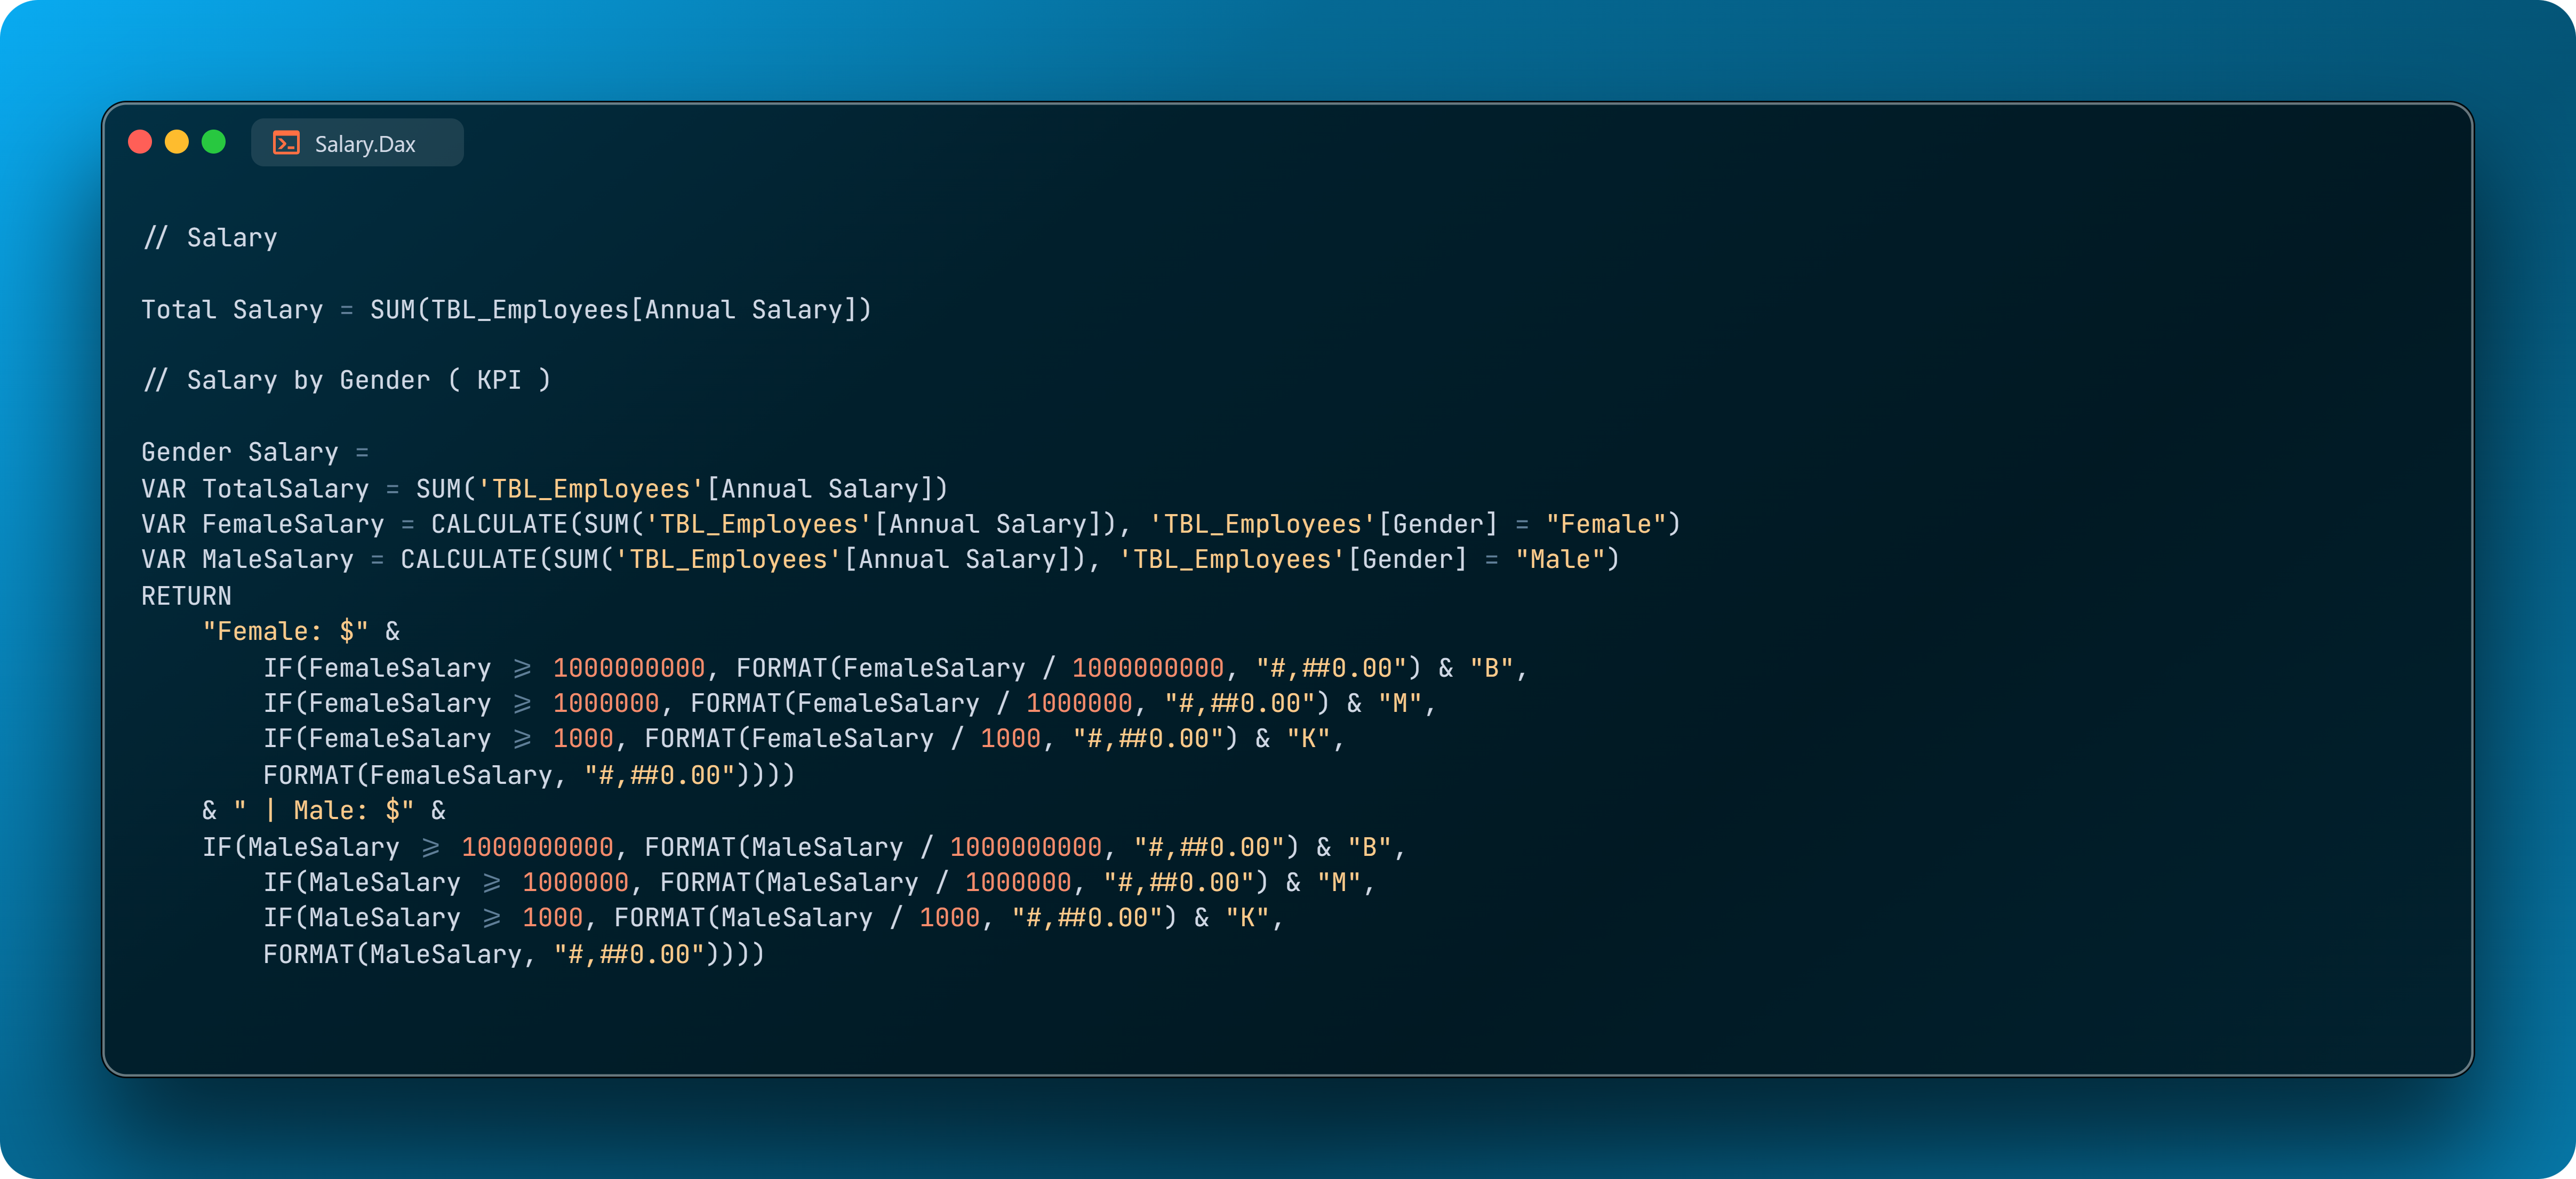 Salary.Dax
// Salary
Total Salary = SUM(TBL_Employees[Annual Salary])
// Salary by Gender ( KPI )
Gender Salary =
VAR TotalSalary = SUM('TBL_Employees'[Annual Salary])
VAR FemaleSalary = CALCULATE(SUM('TBL_Employees'[Annual Salary]), 'TBL_Employees'[Gender] = "Female")
VAR MaleSalary = CALCULATE(SUM('TBL_Employees'[Annual Salary]), 'TBL_Employees'[Gender] = "Male")
RETURN
    "Female: $" &
        IF(FemaleSalary >= 1000000000, FORMAT(FemaleSalary / 1000000000, "#,##0.00") & "B",
        IF(FemaleSalary >= 1000000, FORMAT(FemaleSalary / 1000000, "#,##0.00") & "M",
        IF(FemaleSalary >= 1000, FORMAT(FemaleSalary / 1000, "#,##0.00") & "K",
        FORMAT(FemaleSalary, "#,##0.00"))))
    & " | Male: $" &
    IF(MaleSalary >= 1000000000, FORMAT(MaleSalary / 1000000000, "#,##0.00") & "B",
        IF(MaleSalary >= 1000000, FORMAT(MaleSalary / 1000000, "#,##0.00") & "M",
        IF(MaleSalary >= 1000, FORMAT(MaleSalary / 1000, "#,##0.00") & "K",
        FORMAT(MaleSalary, "#,##0.00"))))